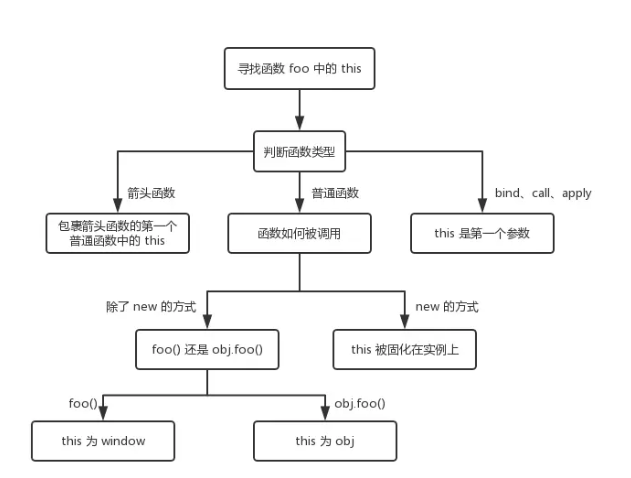 寻找函数 foo 中的 this
判断函数类型
箭头函数
普通函数
bind、call、apply
包裹箭头函数的第一个
普通函数中的 this
函数如何被调用
this 是第一个参数
除了 new 的方式
new 的方式
foo() 还是 obj.foo()
this 被固化在实例上
foo()
obj.foo()
this 为 window
this 为 obj